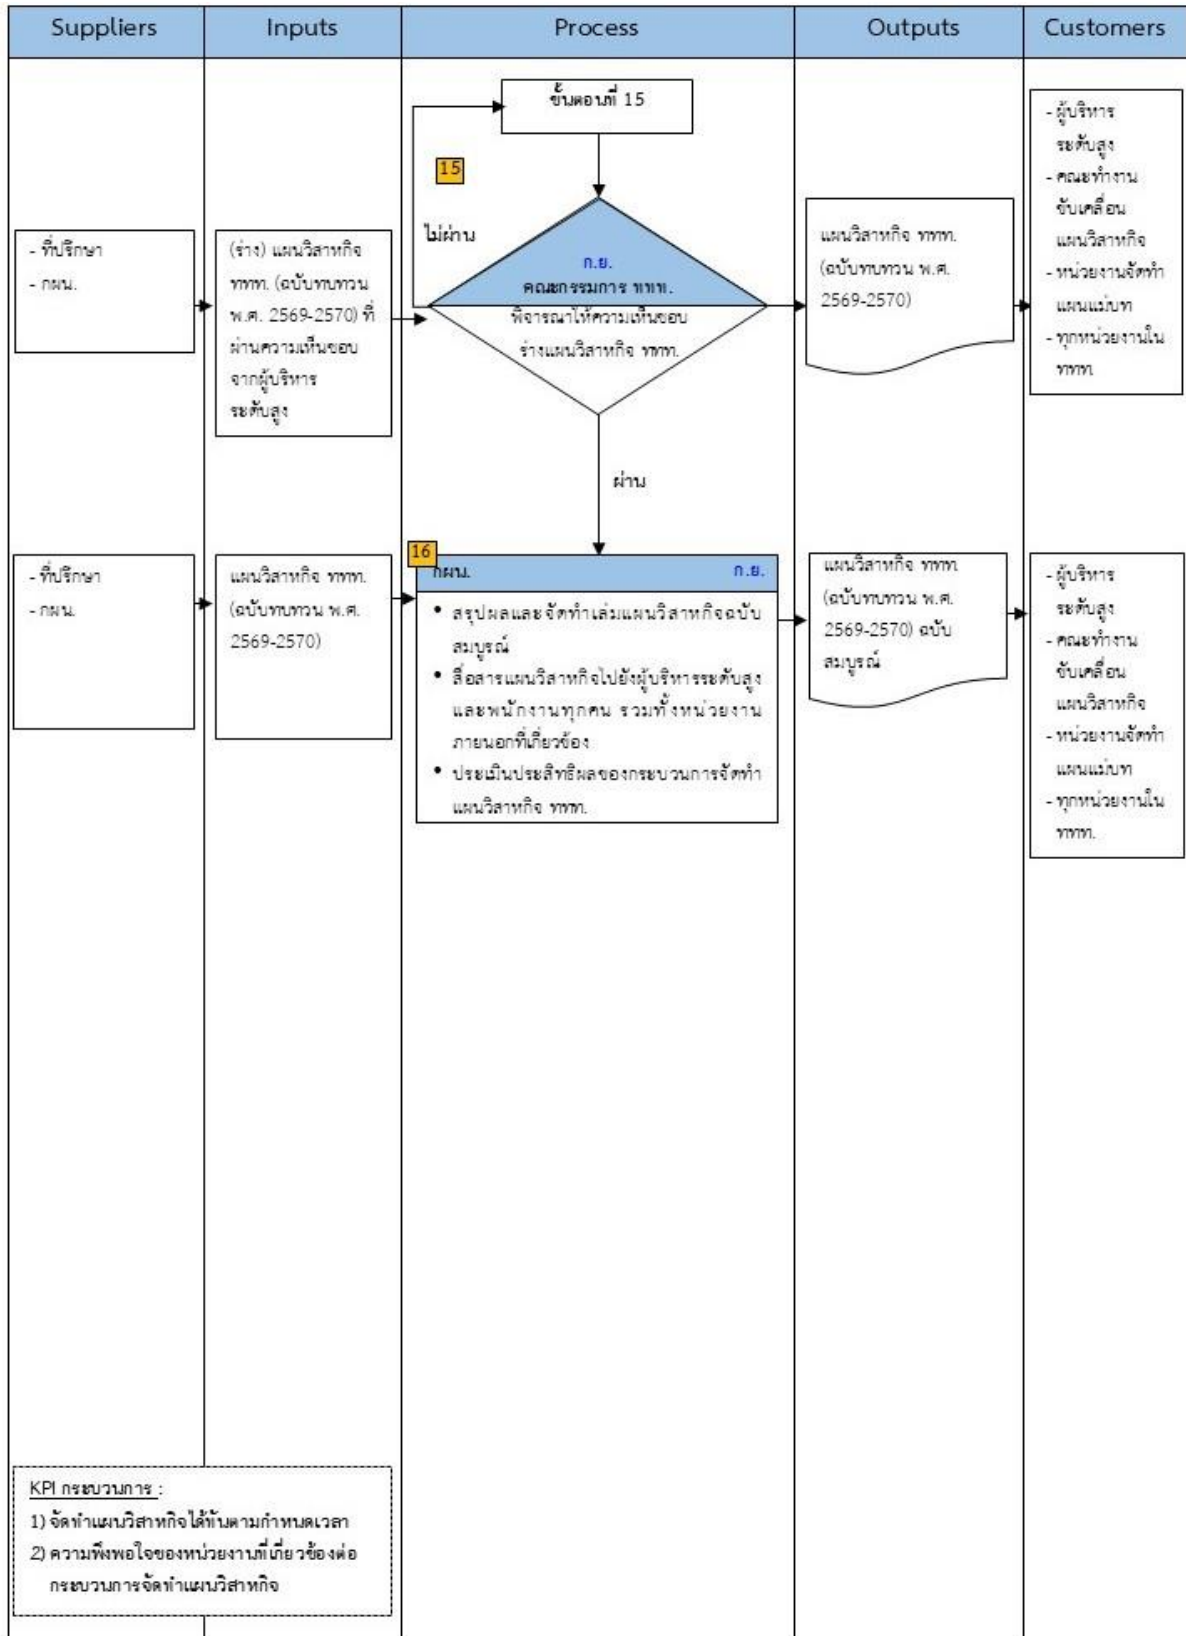 Suppliers
Inputs
Process
Outputs
Customers
ขั้นตอนที่ 15
15
ไม่ผ่าน
- ที่ปรึกษา
- กผน.
(ร่าง) แผนวิสาหกิจ
ททท. (ฉบับทบทวน
พ.ศ. 2569-2570) ที่
ผ่านความเห็นชอบ
จากผู้บริหาร
ระดับสูง
ก.ย.
คณะกรรมการ ททท.
พิจารณาให้ความเห็นชอบ
ร่างแผนวิสาหกิจ ททท.
แผนวิสาหกิจ ททท.
(ฉบับทบทวน พ.ศ.
2569-2570)
- ผู้บริหาร
ระดับสูง
- คณะทำงาน
ขับเคลื่อน
แผนวิสาหกิจ
- หน่วยงานจัดทำ
แผนแม่บท
- ทุกหน่วยงานใน
ททท.
ผ่าน
- ที่ปรึกษา
- กผน.
แผนวิสาหกิจ ททท.
(ฉบับทบทวน พ.ศ.
2569-2570)
16
กผน.
ก.ย.
• สรุปผลและจัดทำเล่มแผนวิสาหกิจฉบับ
สมบูรณ์
• สื่อสารแผนวิสาหกิจไปยังผู้บริหารระดับสูง
และพนักงานทุกคน รวมทั้งหน่วยงาน
ภายนอกที่เกี่ยวข้อง
• ประเมินประสิทธิผลของกระบวนการจัดทำ
แผนวิสาหกิจ ททท.
แผนวิสาหกิจ ททท.
(ฉบับทบทวน พ.ศ.
2569-2570) ฉบับ
สมบูรณ์
- ผู้บริหาร
ระดับสูง
- คณะทำงาน
ขับเคลื่อน
แผนวิสาหกิจ
- หน่วยงานจัดทำ
แผนแม่บท
- ทุกหน่วยงานใน
ททท.
KPI กระบวนการ :
1) จัดทำแผนวิสาหกิจได้ทันตามกำหนดเวลา
2) ความพึงพอใจของหน่วยงานที่เกี่ยวข้องต่อ
กระบวนการจัดทำแผนวิสาหกิจ